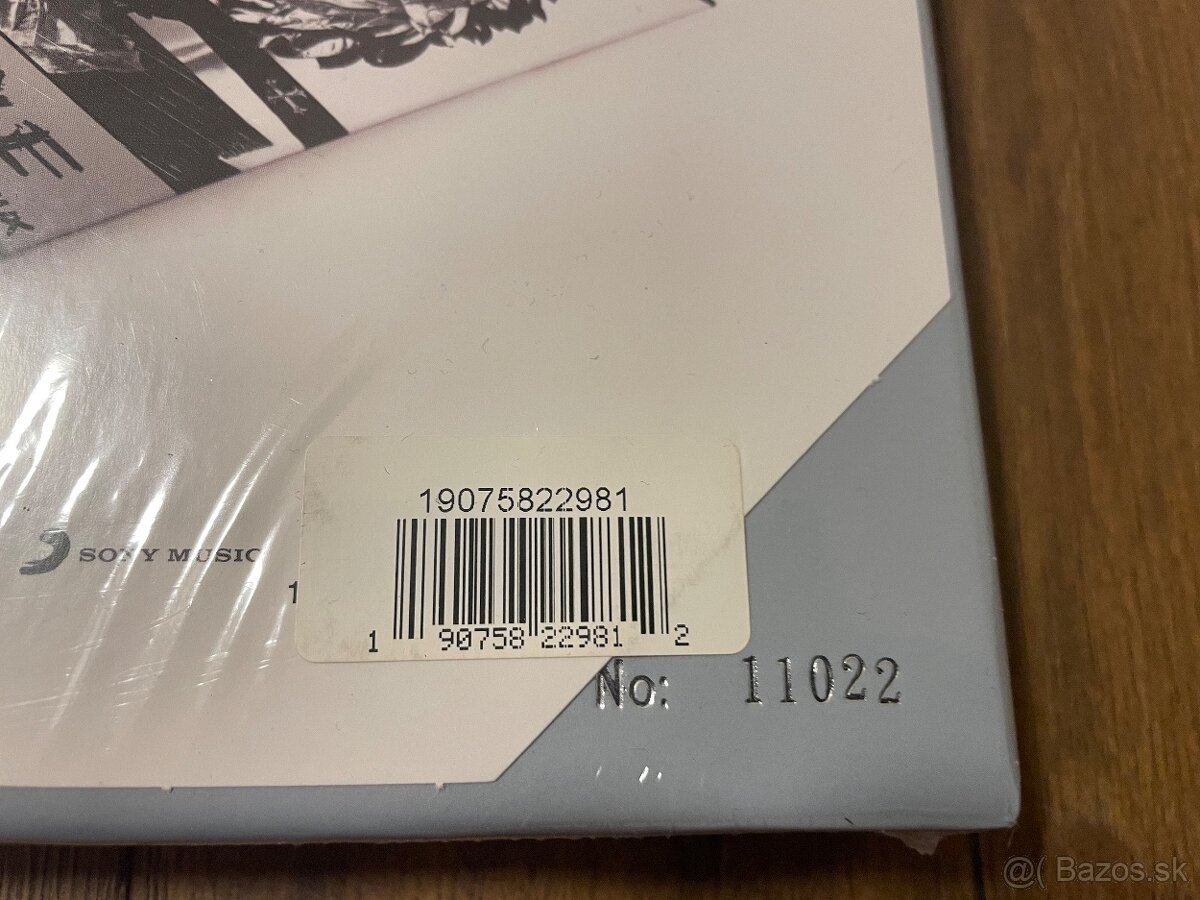 19075822981
SONY MUSIC
1
1 90758 22981 2
No: 11022
@( Bazos.sk